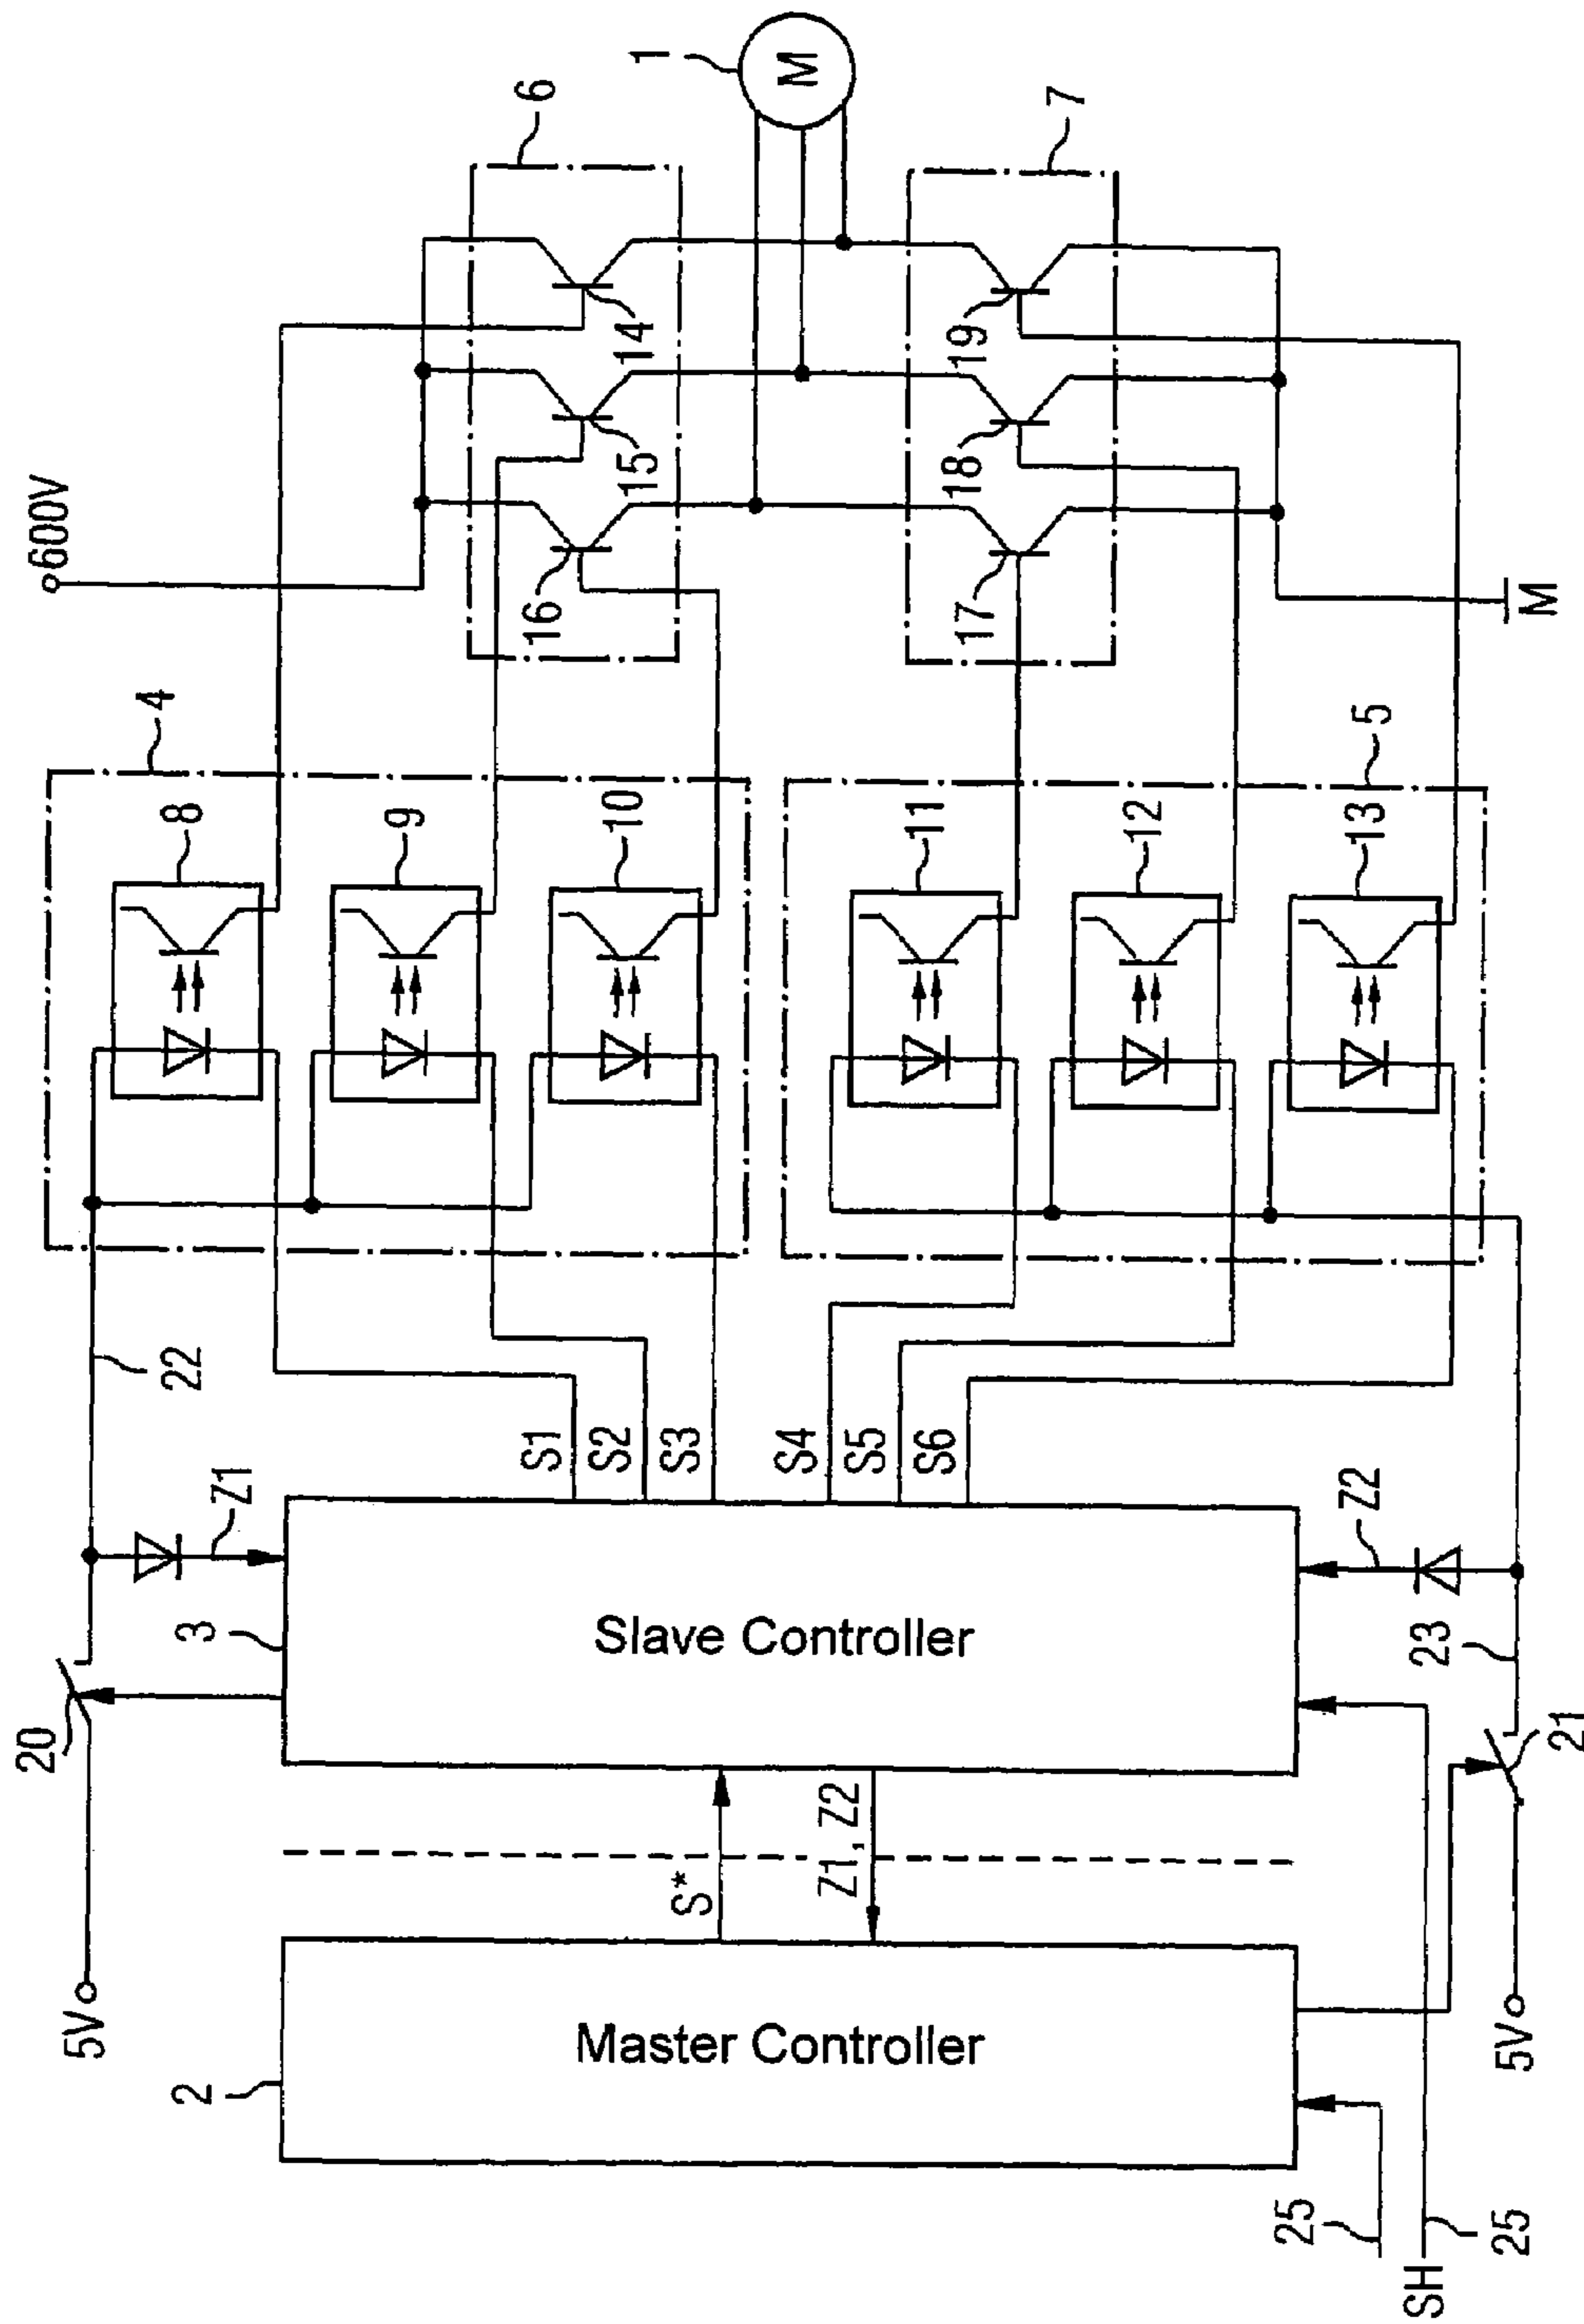 600V
1
M
6
7
14
15
16
17
18
19
M
4
5
8
9
10
11
12
13
22
S1
S2
S3
S4
S5
S6
Z1
Z2
3
Slave Controller
23
20
21
S*
Z1, Z2
5V
5V
2
Master Controller
25
SH
25